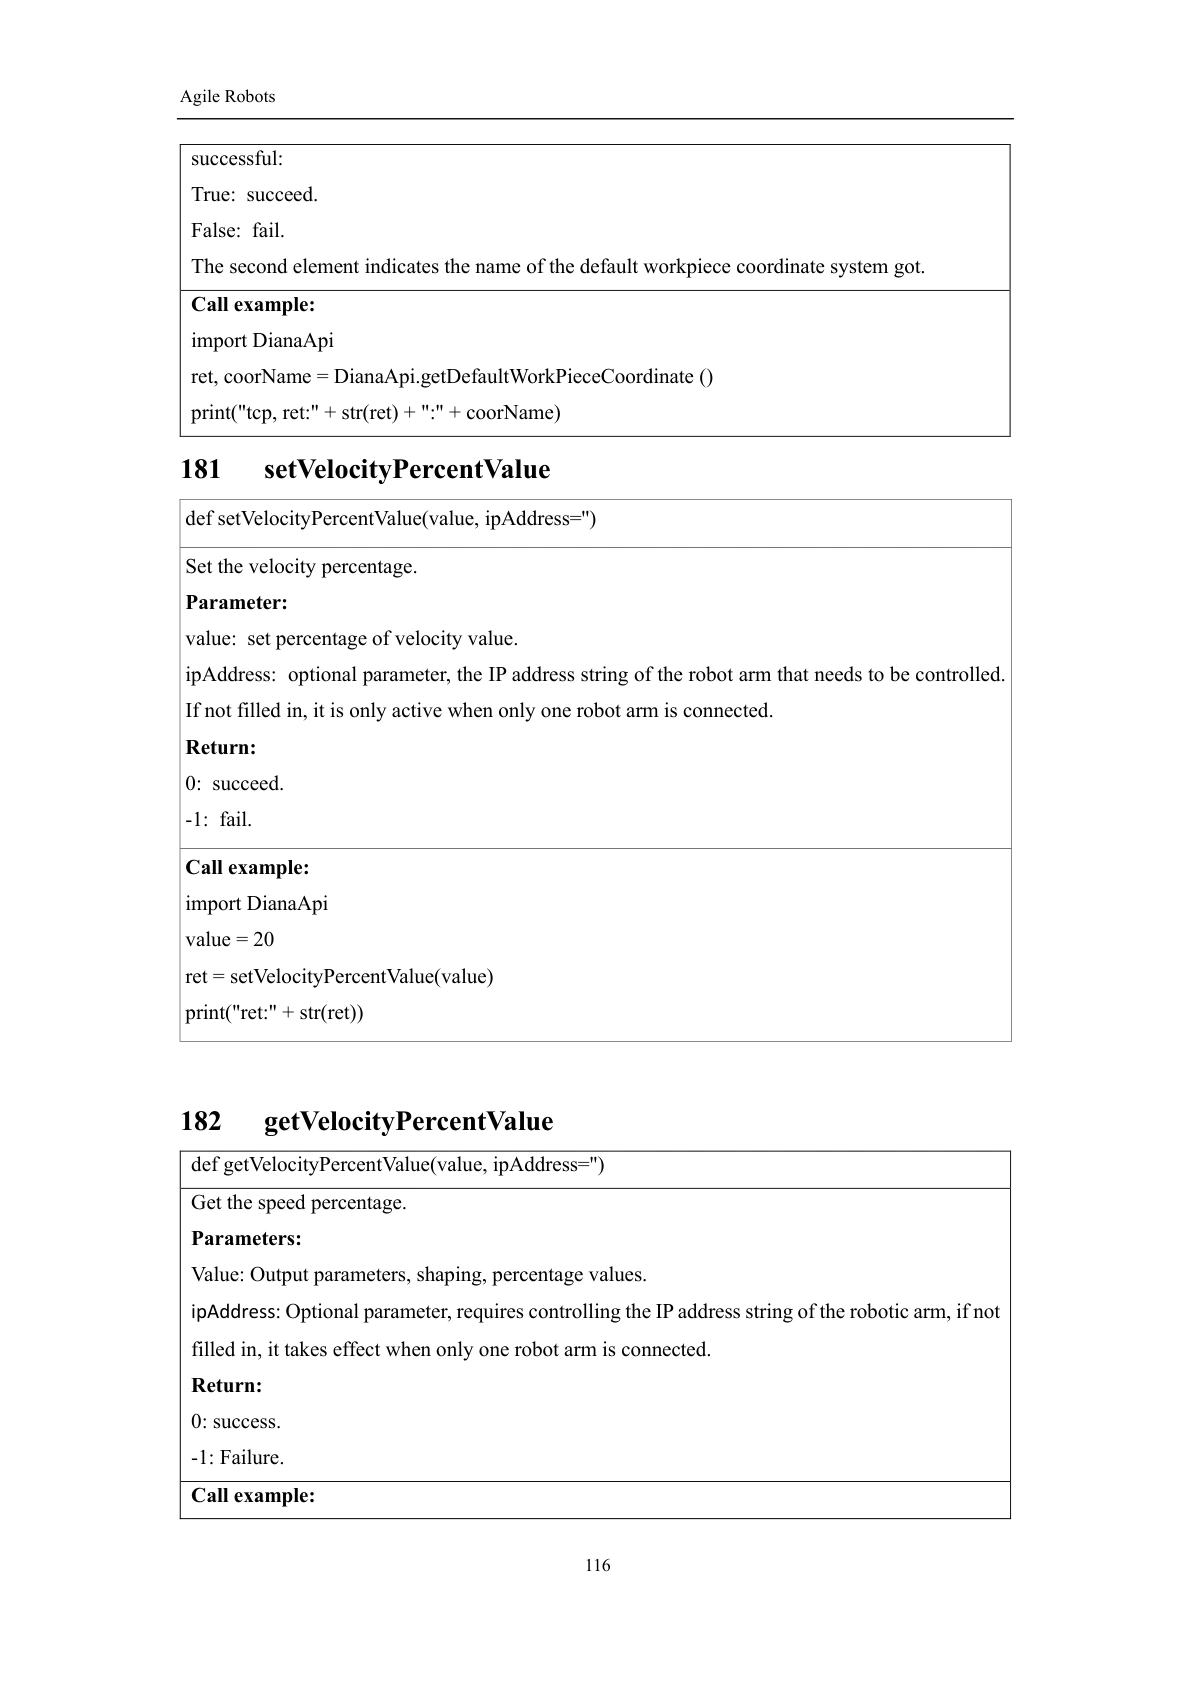 Agile Robots
successful:
True:  succeed.
False:  fail.
The second element indicates the name of the default workpiece coordinate system got.
Call example:
import DianaApi
ret, coorName = DianaApi.getDefaultWorkPieceCoordinate ()
print("tcp, ret:" + str(ret) + ":" + coorName)
181 setVelocityPercentValue
def setVelocityPercentValue(value, ipAddress='')
Set the velocity percentage.
Parameter:
value:  set percentage of velocity value.
ipAddress:  optional parameter, the IP address string of the robot arm that needs to be controlled.
If not filled in, it is only active when only one robot arm is connected.
Return:
0:  succeed.
-1:  fail.
Call example:
import DianaApi
value = 20
ret = setVelocityPercentValue(value)
print("ret:" + str(ret))
182 getVelocityPercentValue
def getVelocityPercentValue(value, ipAddress='')
Get the speed percentage.
Parameters:
Value: Output parameters, shaping, percentage values.
ipAddress: Optional parameter, requires controlling the IP address string of the robotic arm, if not
filled in, it takes effect when only one robot arm is connected.
Return:
0: success.
-1: Failure.
Call example:
116